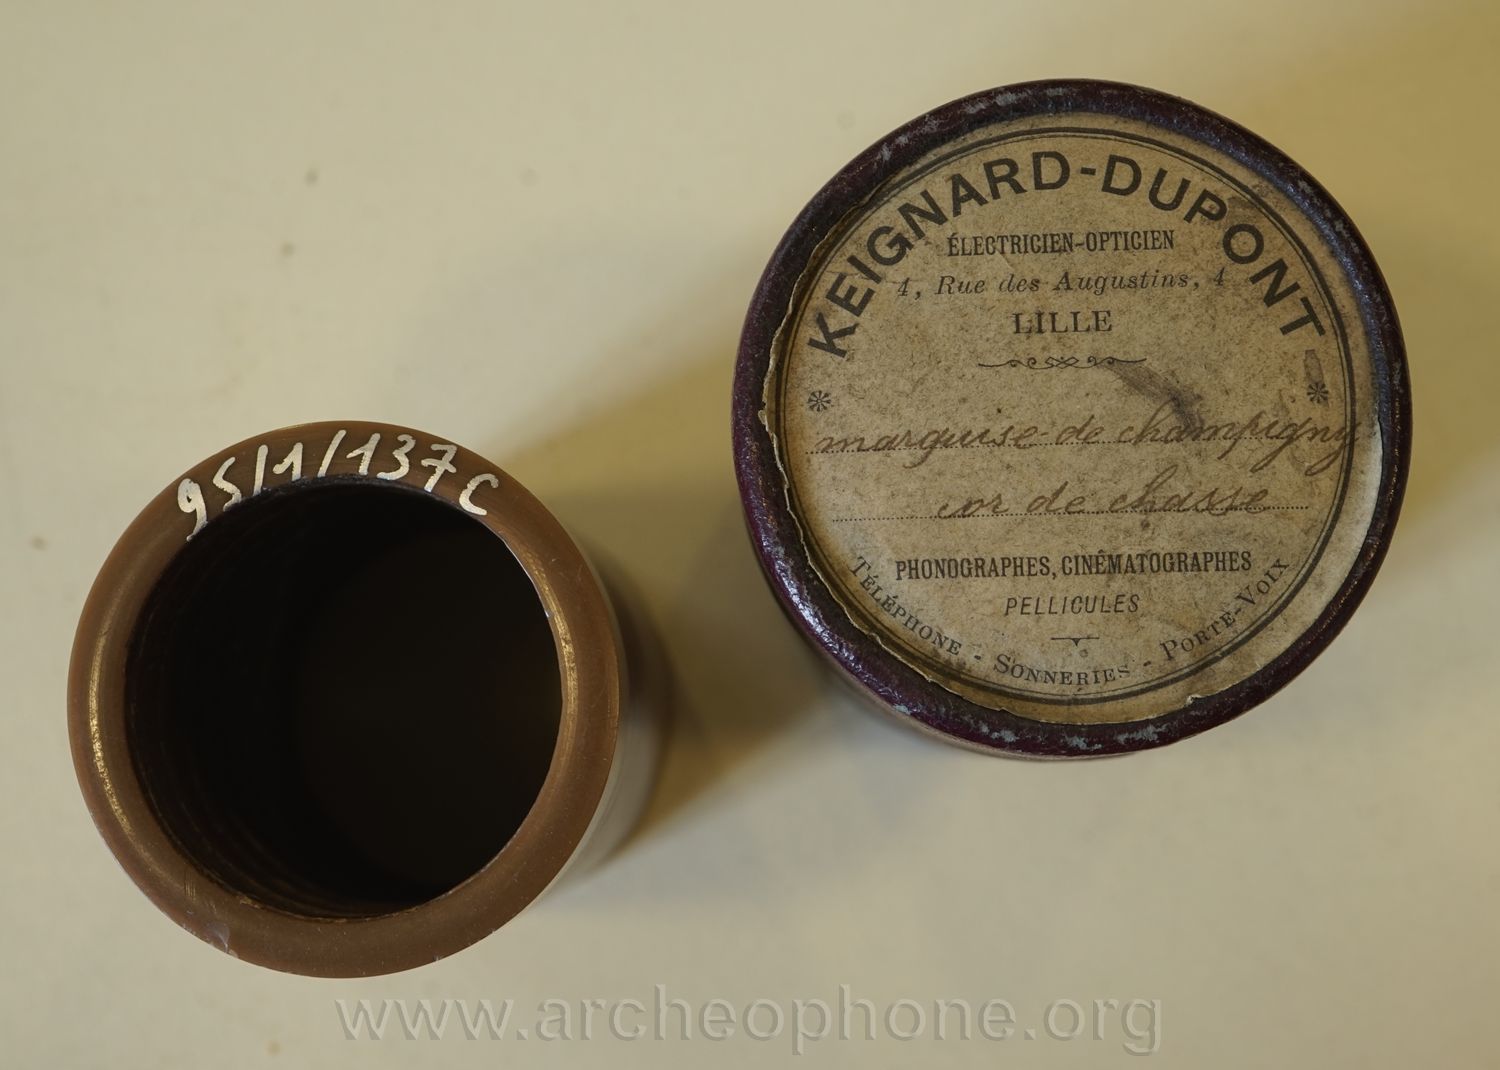 KEIGNARD-DUPONT
ÉLECTRICIEN-OPTICIEN
4, Rue des Augustins, 4
LILLE
marquise de champigny
cor de chasse
PHONOGRAPHES, CINÉMATOGRAPHES
PELLICULES
TÉLÉPHONE - SONNERIES - PORTE-VOIX
95/1/137C
www.archeophone.org